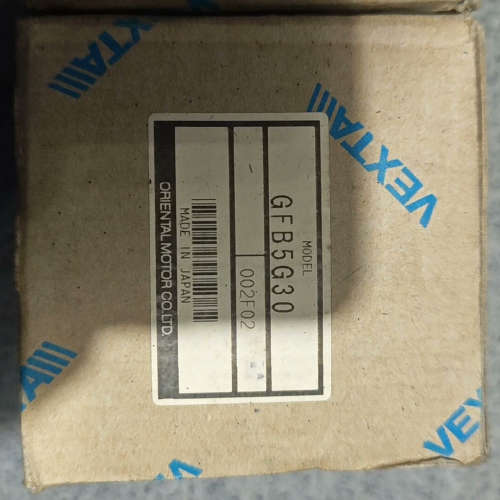 VEXTA
VEXTA
MODEL
GFB5G30
002F02
MADE IN JAPAN
ORIENTAL MOTOR CO.LTD.
VEXTA
VEXTA